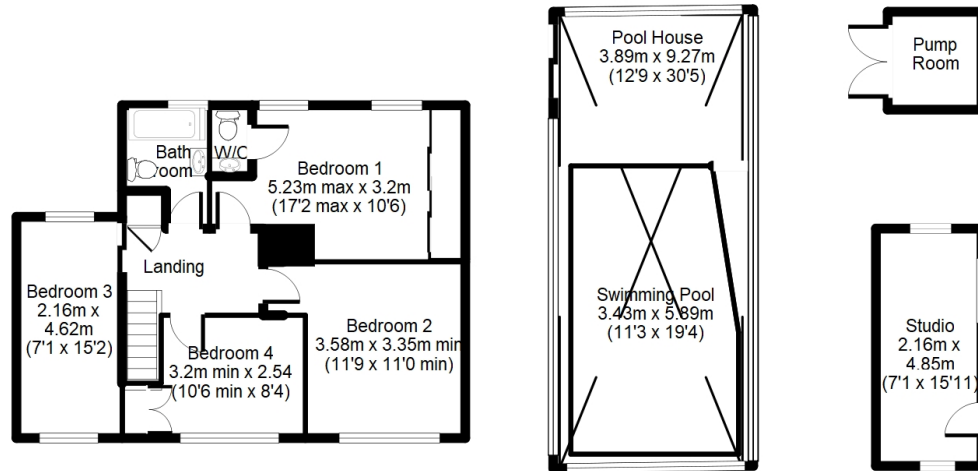 Pool House
3.89m x 9.27m
(12'9 x 30'5)
Pump
Room
Bath
room
W/C
Bedroom 1
5.23m max x 3.2m
(17'2 max x 10'6)
Landing
Bedroom 3
2.16m x
4.62m
(7'1 x 15'2)
Bedroom 2
3.58m x 3.35m min
(11'9 x 11'0 min)
Bedroom 4
3.2m min x 2.54
(10'6 min x 8'4)
Swimming Pool
3.43m x 5.89m
(11'3 x 19'4)
Studio
2.16m x
4.85m
(7'1 x 15'11)